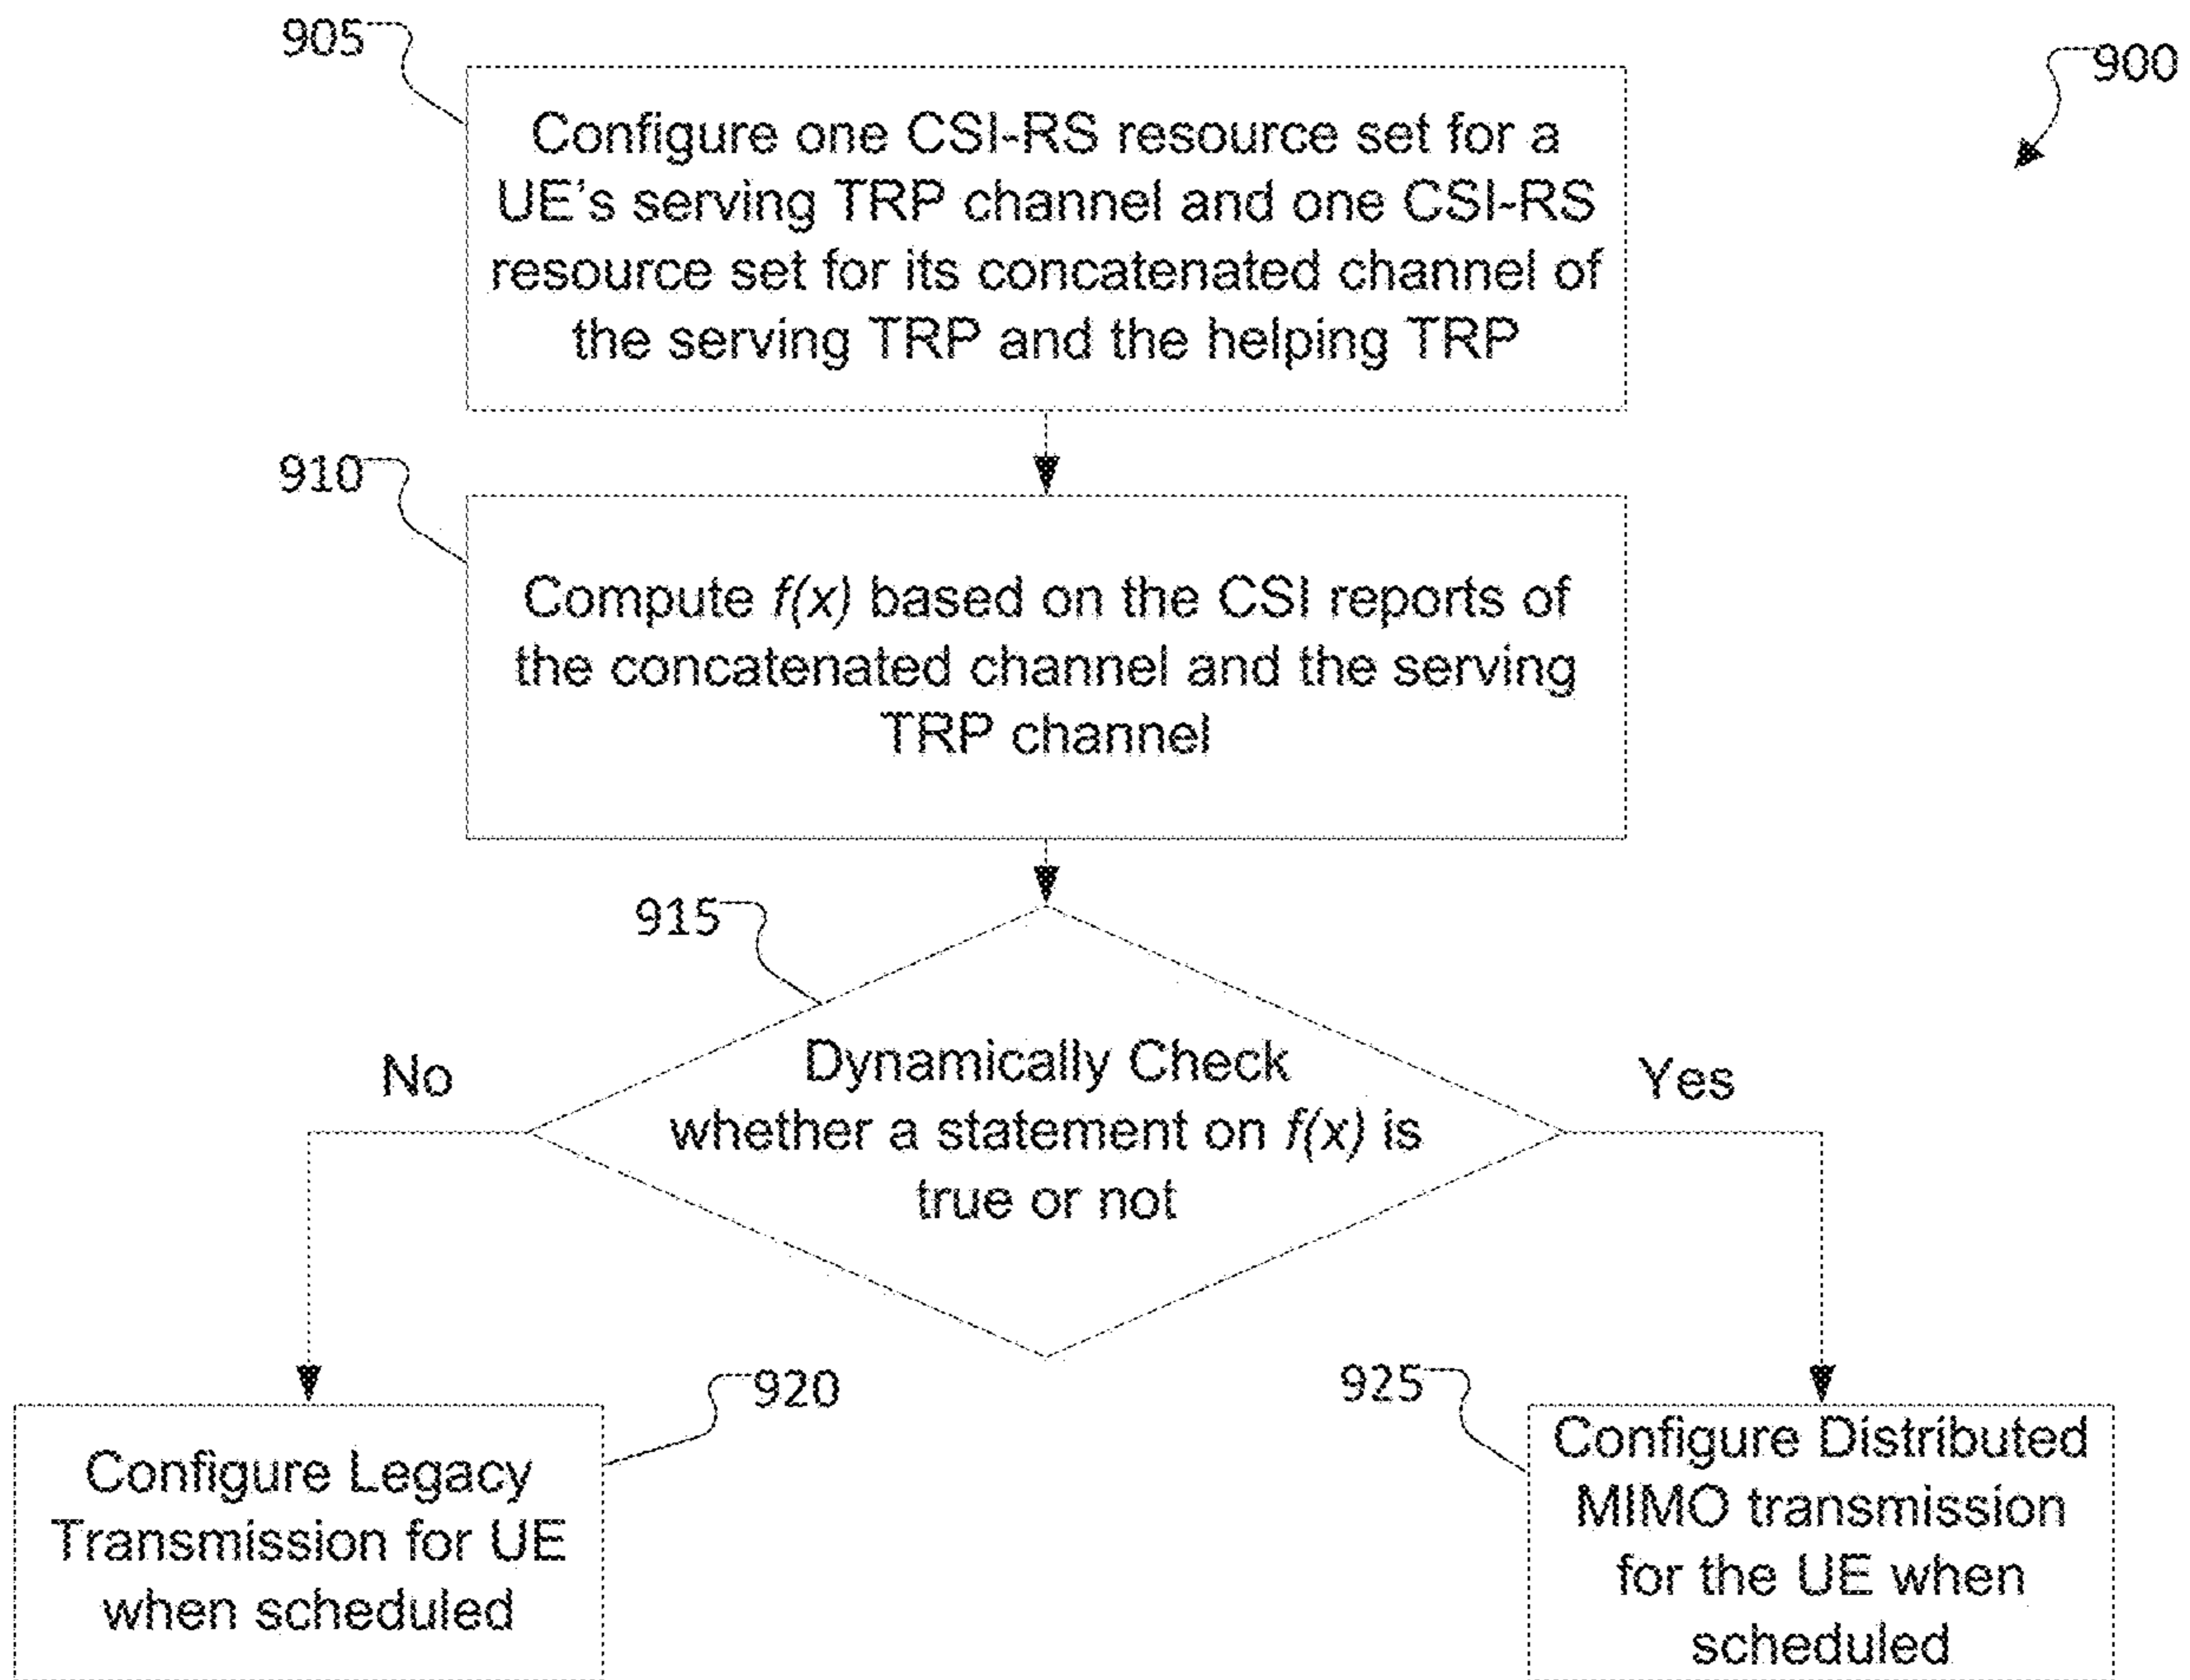 905
900
Configure one CSI-RS resource set for a
UE's serving TRP channel and one CSI-RS
resource set for its concatenated channel of
the serving TRP and the helping TRP
910
Compute f(x) based on the CSI reports of
the concatenated channel and the serving
TRP channel
915
Dynamically Check
whether a statement on f(x) is
true or not
No
Yes
920
925
Configure Legacy
Transmission for UE
when scheduled
Configure Distributed
MIMO transmission
for the UE when
scheduled